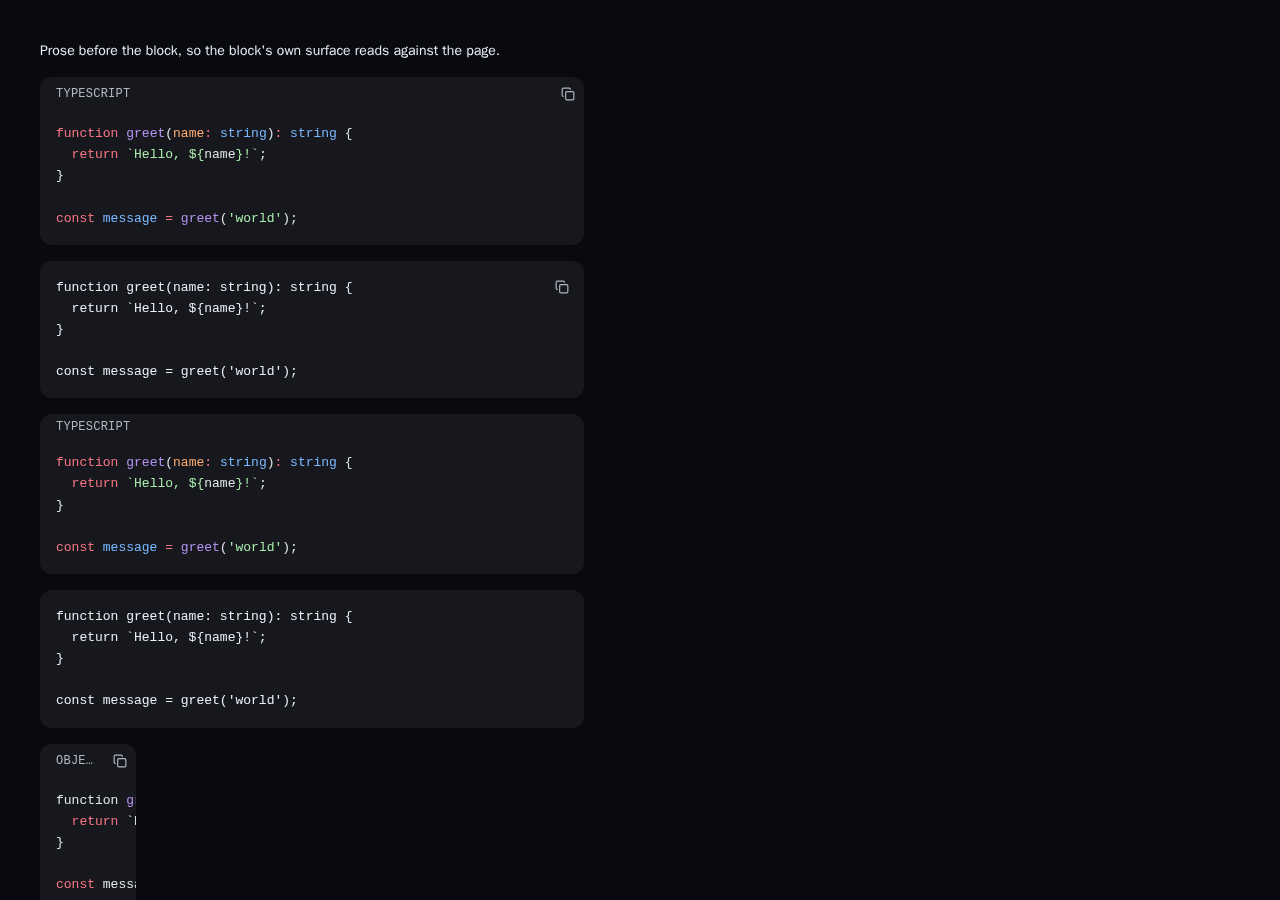 Prose before the block, so the block's own surface reads against the page.
TYPESCRIPT
function greet(name: string): string {
  return `Hello, ${name}!`;
}
const message = greet('world');
function greet(name: string): string {
  return `Hello, ${name}!`;
}
const message = greet('world');
TYPESCRIPT
function greet(name: string): string {
  return `Hello, ${name}!`;
}
const message = greet('world');
function greet(name: string): string {
  return `Hello, ${name}!`;
}
const message = greet('world');
OBJE…
function g
  return `
}
const mess